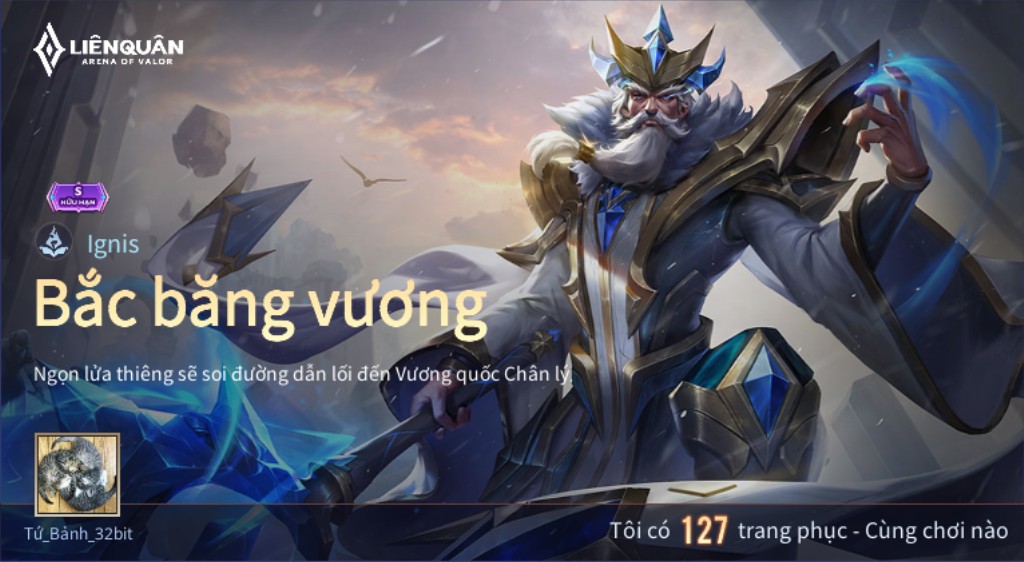 LIÊNQUÂN
ARENA OF VALOR
S
HỮU HẠN
Ignis
Bắc băng vương
Ngọn lửa thiêng sẽ soi đường dẫn lối đến Vương quốc Chân lý.
Tứ_Bảnh_32bit
Tôi có 127 trang phục - Cùng chơi nào